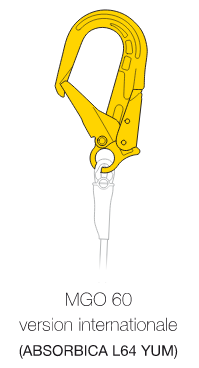 MGO 60
version internationale
(ABSORBICA L64 YUM)